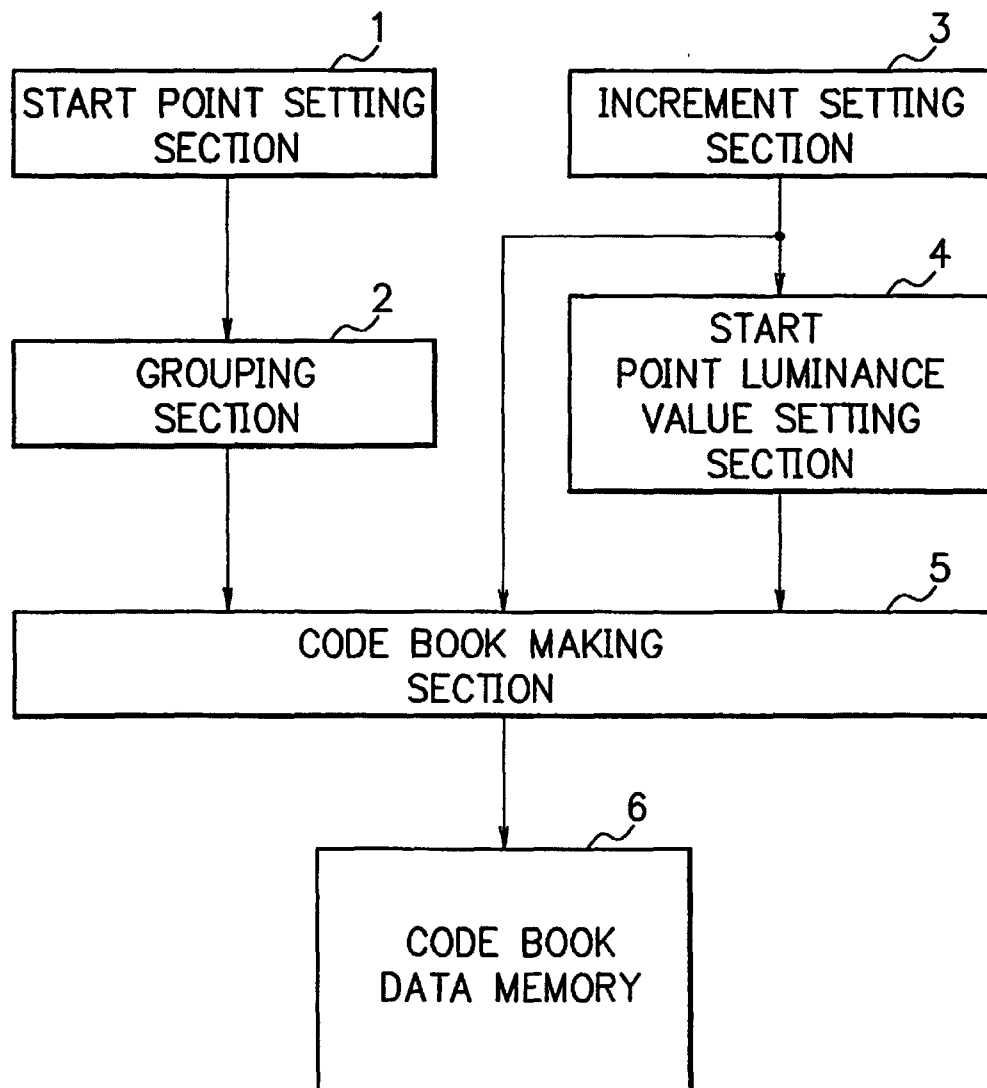 1
START POINT SETTING
SECTION
3
INCREMENT SETTING
SECTION
2
GROUPING
SECTION
4
START
POINT LUMINANCE
VALUE SETTING
SECTION
5
CODE BOOK MAKING
SECTION
6
CODE BOOK
DATA MEMORY